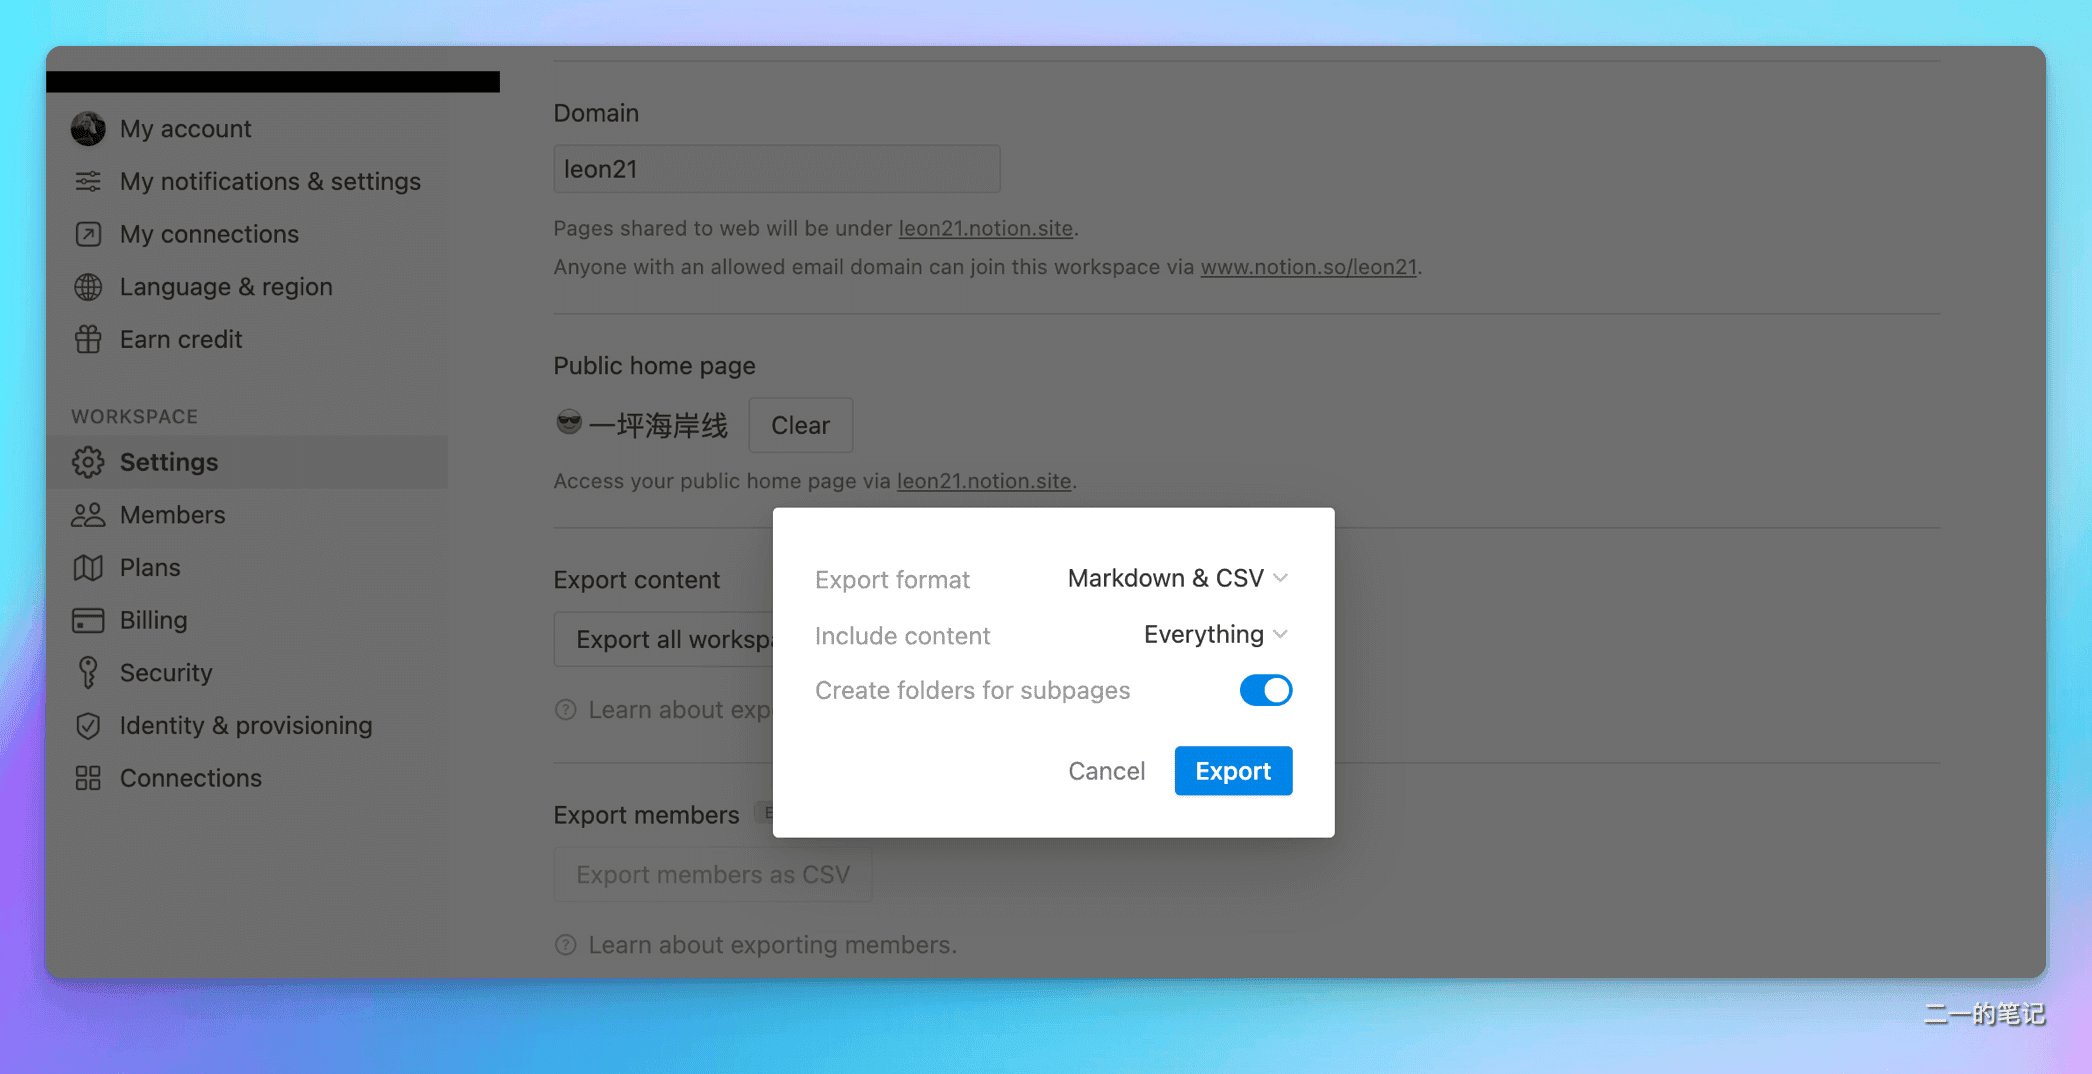 My account
My notifications & settings
My connections
Language & region
Earn credit
WORKSPACE
Settings
Members
Plans
Billing
Security
Identity & provisioning
Connections
Domain
leon21
Pages shared to web will be under leon21.notion.site.
Anyone with an allowed email domain can join this workspace via www.notion.so/leon21.
Public home page
一坪海岸线
Clear
Access your public home page via leon21.notion.site.
Export content
Export all
Learn about
Export members
Export members as CSV
Learn about exporting members.
Export format
Markdown & CSV
Include content
Everything
Create folders for subpages
Cancel
Export
二一的笔记